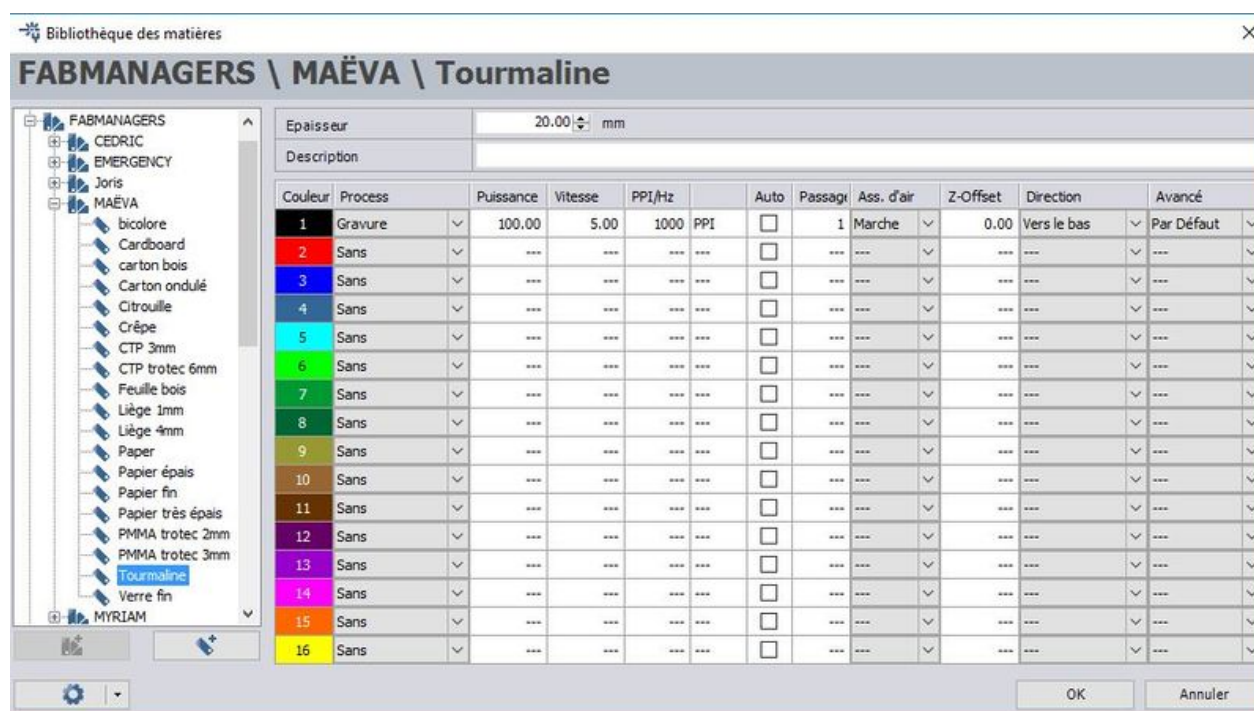 Bibliothèque des matières
FABMANAGERS \ MAËVA \ Tourmaline
FABMANAGERS
CEDRIC
EMERGENCY
Joris
MAËVA
bicolore
Cardboard
carton bois
Carton ondulé
Citrouille
Crêpe
CTP 3mm
CTP trotec 6mm
Feuille bois
Liège 1mm
Liège 4mm
Paper
Papier épais
Papier fin
Papier très épais
PMMA trotec 2mm
PMMA trotec 3mm
Tourmaline
Verre fin
MYRIAM
Epaisseur 20.00 mm
Description
Couleur Process Puissance Vitesse PPI/Hz Auto Passage Ass. d'air Z-Offset Direction Avancé
1 Gravure 100.00 5.00 1000 PPI 1 Marche 0.00 Vers le bas Par Défaut
2 Sans --- --- --- --- --- --- --- --- ---
3 Sans --- --- --- --- --- --- --- --- ---
4 Sans --- --- --- --- --- --- --- --- ---
5 Sans --- --- --- --- --- --- --- --- ---
6 Sans --- --- --- --- --- --- --- --- ---
7 Sans --- --- --- --- --- --- --- --- ---
8 Sans --- --- --- --- --- --- --- --- ---
9 Sans --- --- --- --- --- --- --- --- ---
10 Sans --- --- --- --- --- --- --- --- ---
11 Sans --- --- --- --- --- --- --- --- ---
12 Sans --- --- --- --- --- --- --- --- ---
13 Sans --- --- --- --- --- --- --- --- ---
14 Sans --- --- --- --- --- --- --- --- ---
15 Sans --- --- --- --- --- --- --- --- ---
16 Sans --- --- --- --- --- --- --- --- ---
OK Annuler